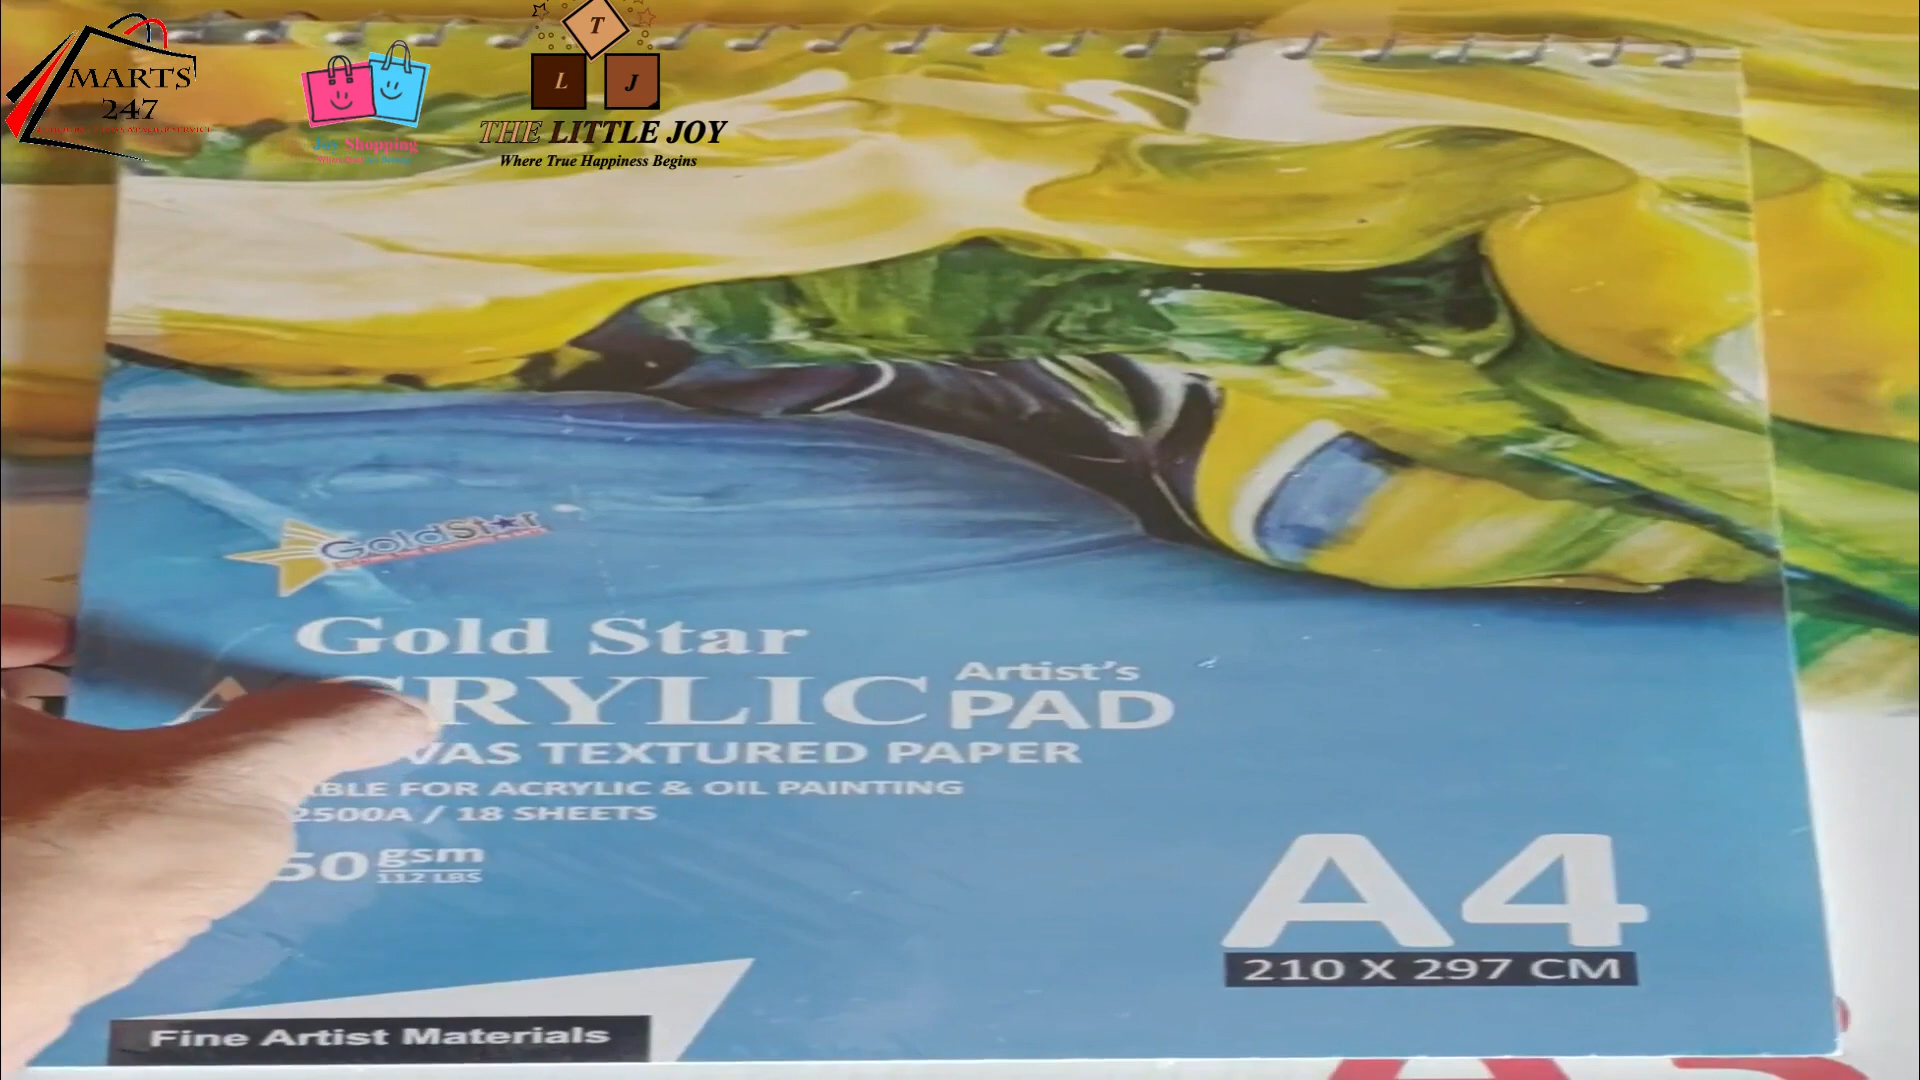 MARTS
247
Joy Shopping
T
L
J
THE LITTLE JOY
Where True Happiness Begins
GoldStar
Gold Star
ACRYLIC Artist's PAD
VAS TEXTURED PAPER
BLE FOR ACRYLIC & OIL PAINTING
2500A / 18 SHEETS
50 gsm
112 LBS
A4
210 X 297 CM
Fine Artist Materials